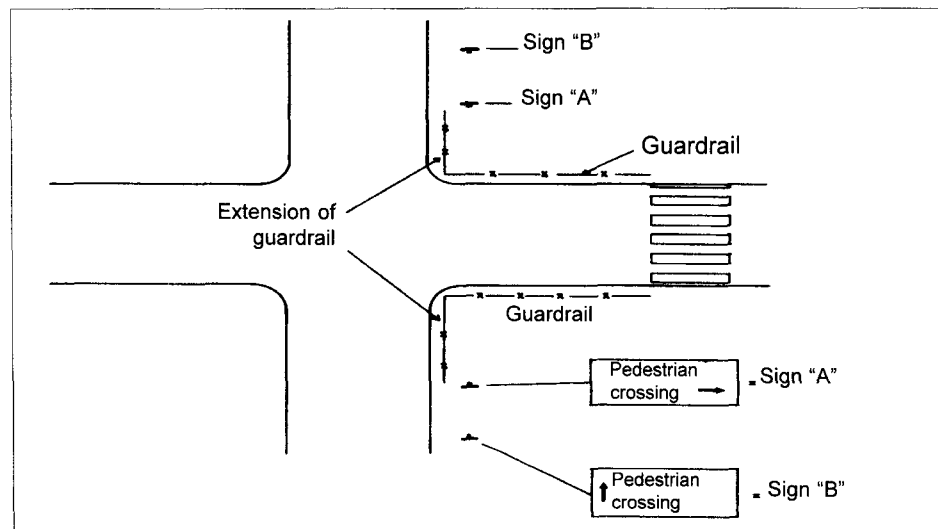 Sign "B"
Sign "A"
Guardrail
Extension of
guardrail
Guardrail
Pedestrian
crossing
= Sign "A"
Pedestrian
crossing
= Sign "B"